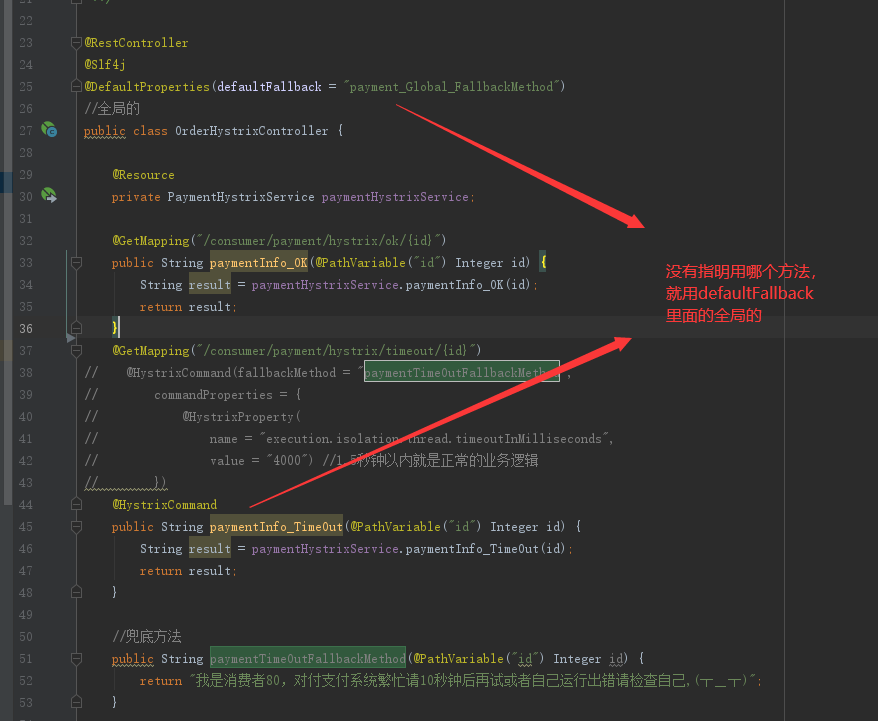 22
23 @RestController
24 @Slf4j
25 @DefaultProperties(defaultFallback = "payment_Global_FallbackMethod")
26 //全局的
27 public class OrderHystrixController {
28
29 @Resource
30 private PaymentHystrixService paymentHystrixService;
31
32 @GetMapping("/consumer/payment/hystrix/ok/{id}")
33 public String paymentInfo_OK(@PathVariable("id") Integer id) {
34 String result = paymentHystrixService.paymentInfo_OK(id);
35 return result;
36 }
37 @GetMapping("/consumer/payment/hystrix/timeout/{id}")
38 // @HystrixCommand(fallbackMethod = "paymentTimeOutFallbackMetho ,
39 // commandProperties = {
40 // @HystrixProperty(
41 // name = "execution.isolation.thread.timeoutInMilliseconds",
42 // value = "4000") //1.5秒钟以内就是正常的业务逻辑
43 // })
44 @HystrixCommand
45 public String paymentInfo_TimeOut(@PathVariable("id") Integer id) {
46 String result = paymentHystrixService.paymentInfo_TimeOut(id);
47 return result;
48 }
49
50 //兜底方法
51 public String paymentTimeOutFallbackMethod(@PathVariable("id") Integer id) {
52 return "我是消费者80，对付支付系统繁忙请10秒钟后再试或者自己运行出错请检查自己,(ㄒ﹏ㄒ)";
53 }
没有指明用哪个方法，
就用defaultFallback
里面的全局的